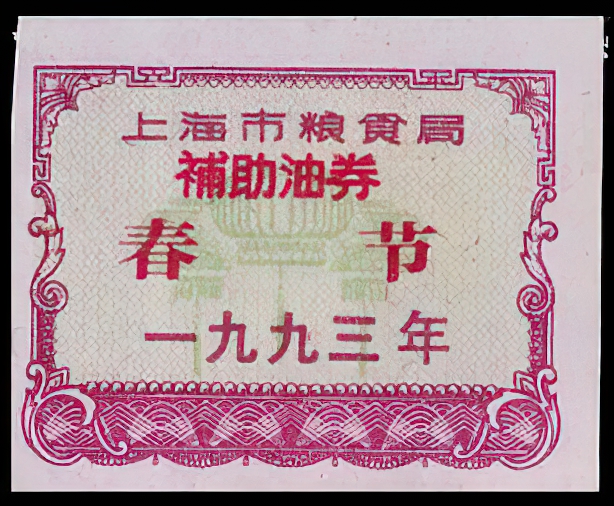 上海市粮食局
補助油券
春节
一九九三年